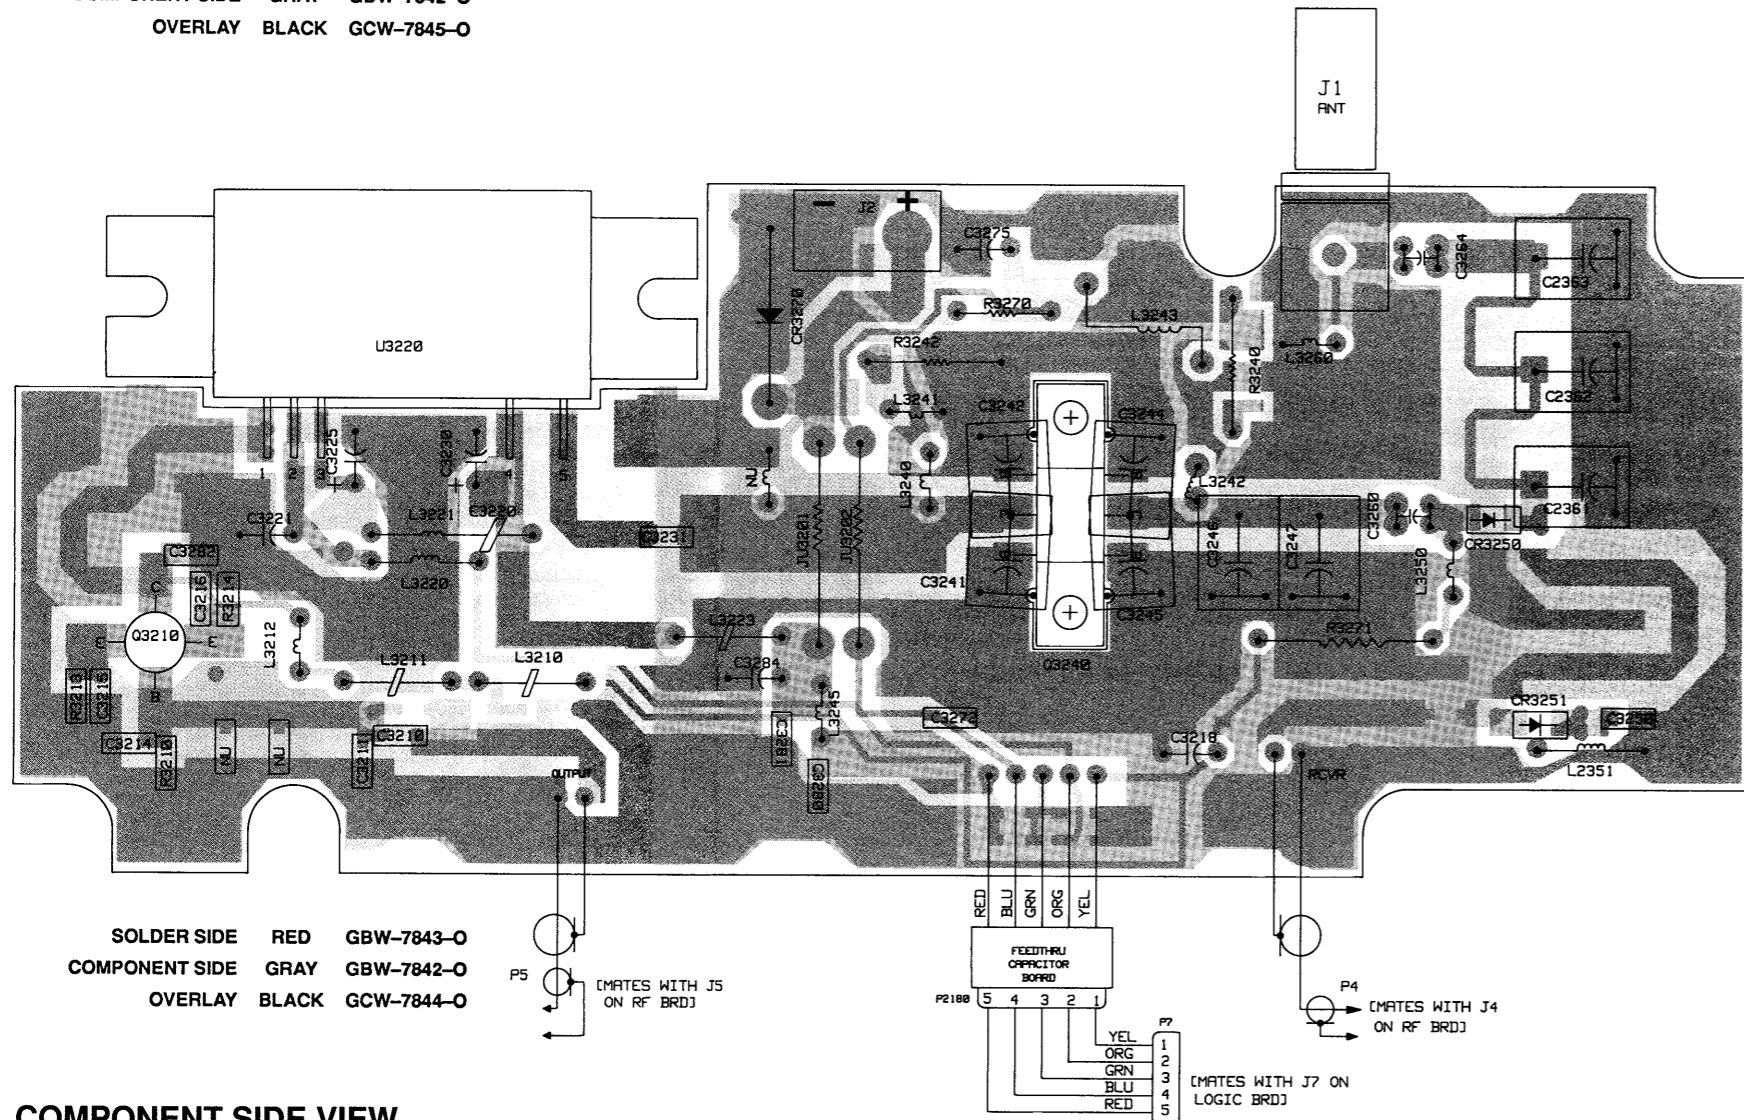 OVERLAY BLACK GCW–7845–O
J1
ANT
– J2 +
C3275
C3264
C2363
CR3270
R3270
L3243
U3220
R3242
R3240
L3260
C2362
L3241
C3242
C3244
C3225
C3230
1 2 3 4 5
NU
L3240
L3242
C3221
L3221
E3220
C3231
JU3201
JU3202
C3246
C3247
C3260
C2361
CR3250
C3282
C3216
R3214
L3220
C3241
C3245
L3250
C
E Q3210 E
B
L3212
L3223
Q3240
R3271
L3211
L3210
C3284
R3218
C3215
L3245
CR3251
C3250
C3214
R3210
NU
NU
C3211
C3210
C3281
C3272
C3218
L2351
OUTPUT
C3280
RCVR
RED BLU GRN ORG YEL
SOLDER SIDE RED GBW–7843–O
COMPONENT SIDE GRAY GBW–7842–O
OVERLAY BLACK GCW–7844–O
FEEDTHRU
CAPACITOR
BOARD
P5
[MATES WITH J5
ON RF BRD]
P2180 5 4 3 2 1
P4
[MATES WITH J4
ON RF BRD]
P7
YEL 1
ORG 2
GRN 3
BLU 4
RED 5
[MATES WITH J7 ON
LOGIC BRD]
COMPONENT SIDE VIEW